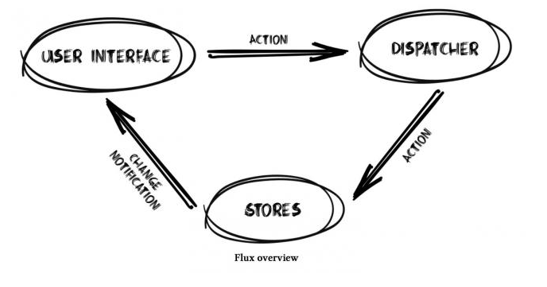 ACTION
USER INTERFACE
DISPATCHER
ACTION
CHANGE
NOTIFICATION
STORES
Flux overview